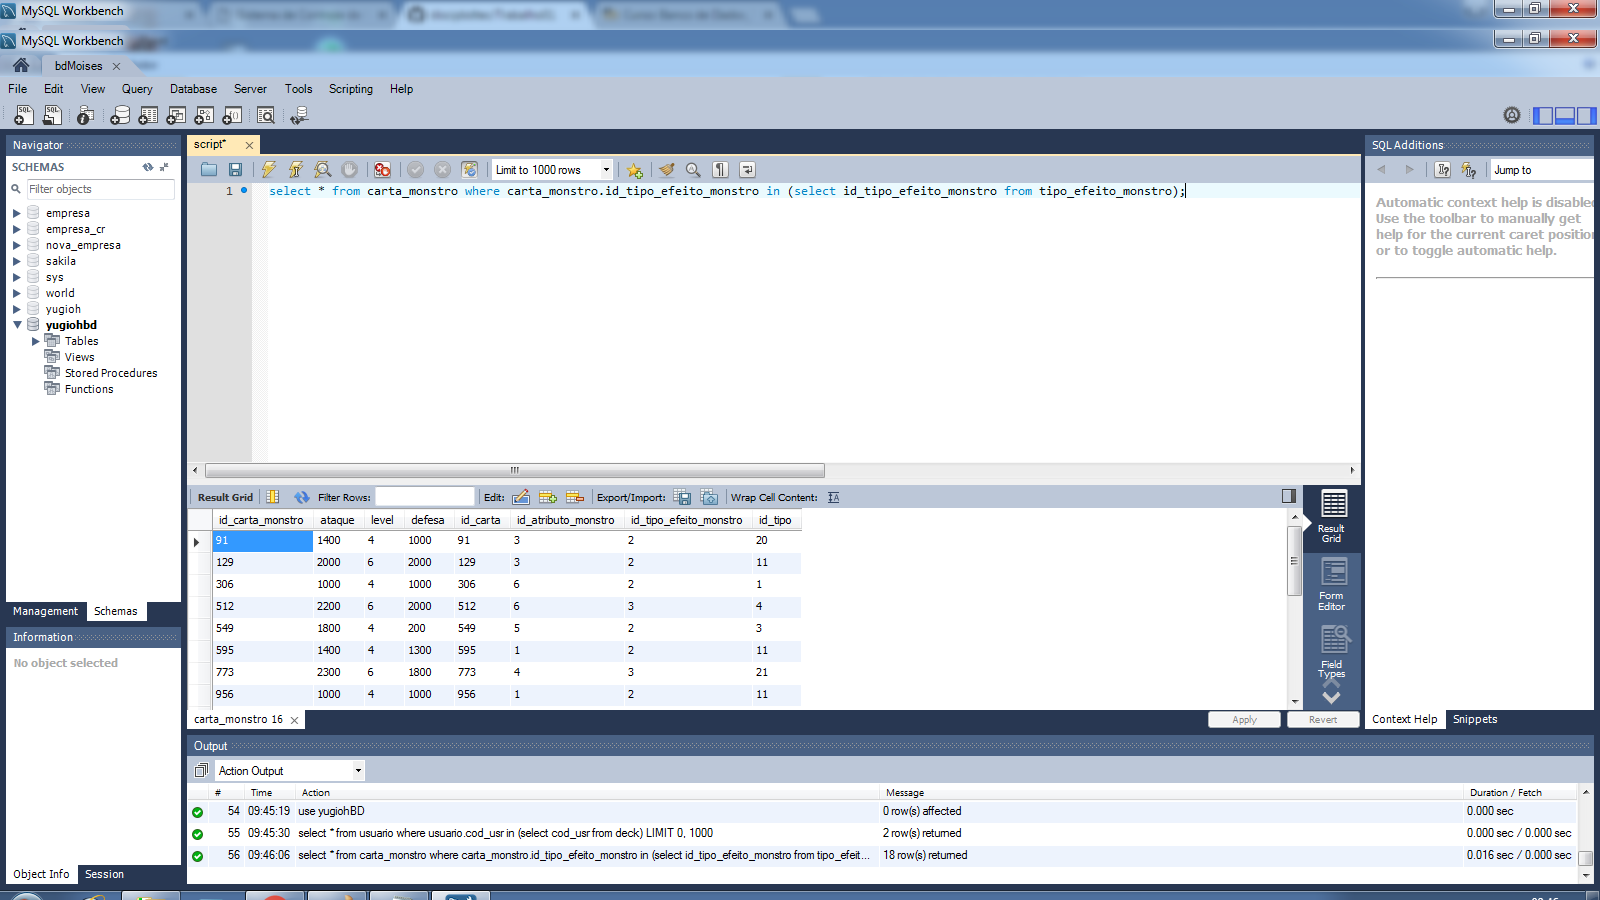 MySQL Workbench
MySQL Workbench
bdMoises
File Edit View Query Database Server Tools Scripting Help
Navigator
SCHEMAS
Filter objects
empresa
empresa_cr
nova_empresa
sakila
sys
world
yugioh
yugiohbd
Tables
Views
Stored Procedures
Functions
Management Schemas
Information
No object selected
Object Info Session
script*
Limit to 1000 rows
1 select * from carta_monstro where carta_monstro.id_tipo_efeito_monstro in (select id_tipo_efeito_monstro from tipo_efeito_monstro);
Result Grid Filter Rows: Edit: Export/Import: Wrap Cell Content:
id_carta_monstro ataque level defesa id_carta id_atributo_monstro id_tipo_efeito_monstro id_tipo
91 1400 4 1000 91 3 2 20
129 2000 6 2000 129 3 2 11
306 1000 4 1000 306 6 2 1
512 2200 6 2000 512 6 3 4
549 1800 4 200 549 5 2 3
595 1400 4 1300 595 1 2 11
773 2300 6 1800 773 4 3 21
956 1000 4 1000 956 1 2 11
Result
Grid
Form
Editor
Field
Types
carta_monstro 16
Apply Revert
SQL Additions
Jump to
Automatic context help is disabled
Use the toolbar to manually get
help for the current caret position
or to toggle automatic help.
Context Help Snippets
Output
Action Output
# Time Action Message Duration / Fetch
54 09:45:19 use yugiohBD 0 row(s) affected 0.000 sec
55 09:45:30 select * from usuario where usuario.cod_usr in (select cod_usr from deck) LIMIT 0, 1000 2 row(s) returned 0.000 sec / 0.000 sec
56 09:46:06 select * from carta_monstro where carta_monstro.id_tipo_efeito_monstro in (select id_tipo_efeito_monstro from tipo_efeit... 18 row(s) returned 0.016 sec / 0.000 sec